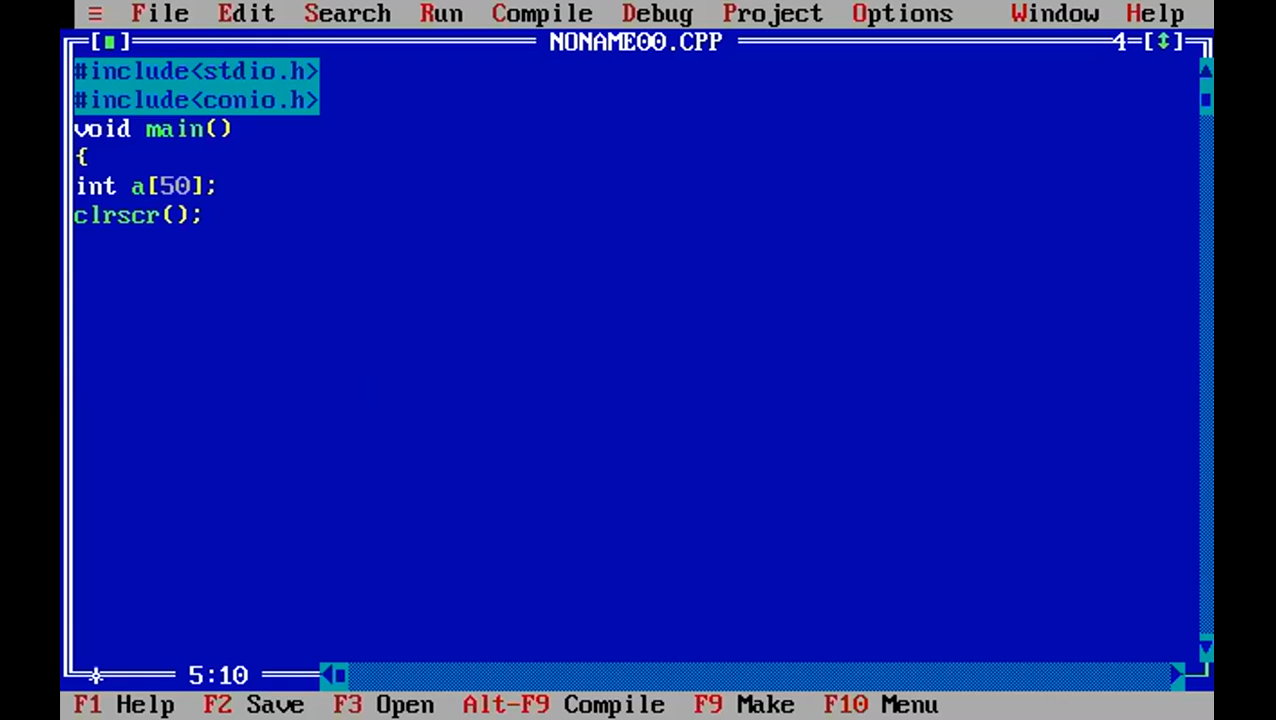 ≡ File Edit Search Run Compile Debug Project Options Window Help
[■] NONAME00.CPP 4=[↕]
#include<stdio.h>
#include<conio.h>
void main()
{
int a[50];
clrscr();
5:10
F1 Help F2 Save F3 Open Alt-F9 Compile F9 Make F10 Menu